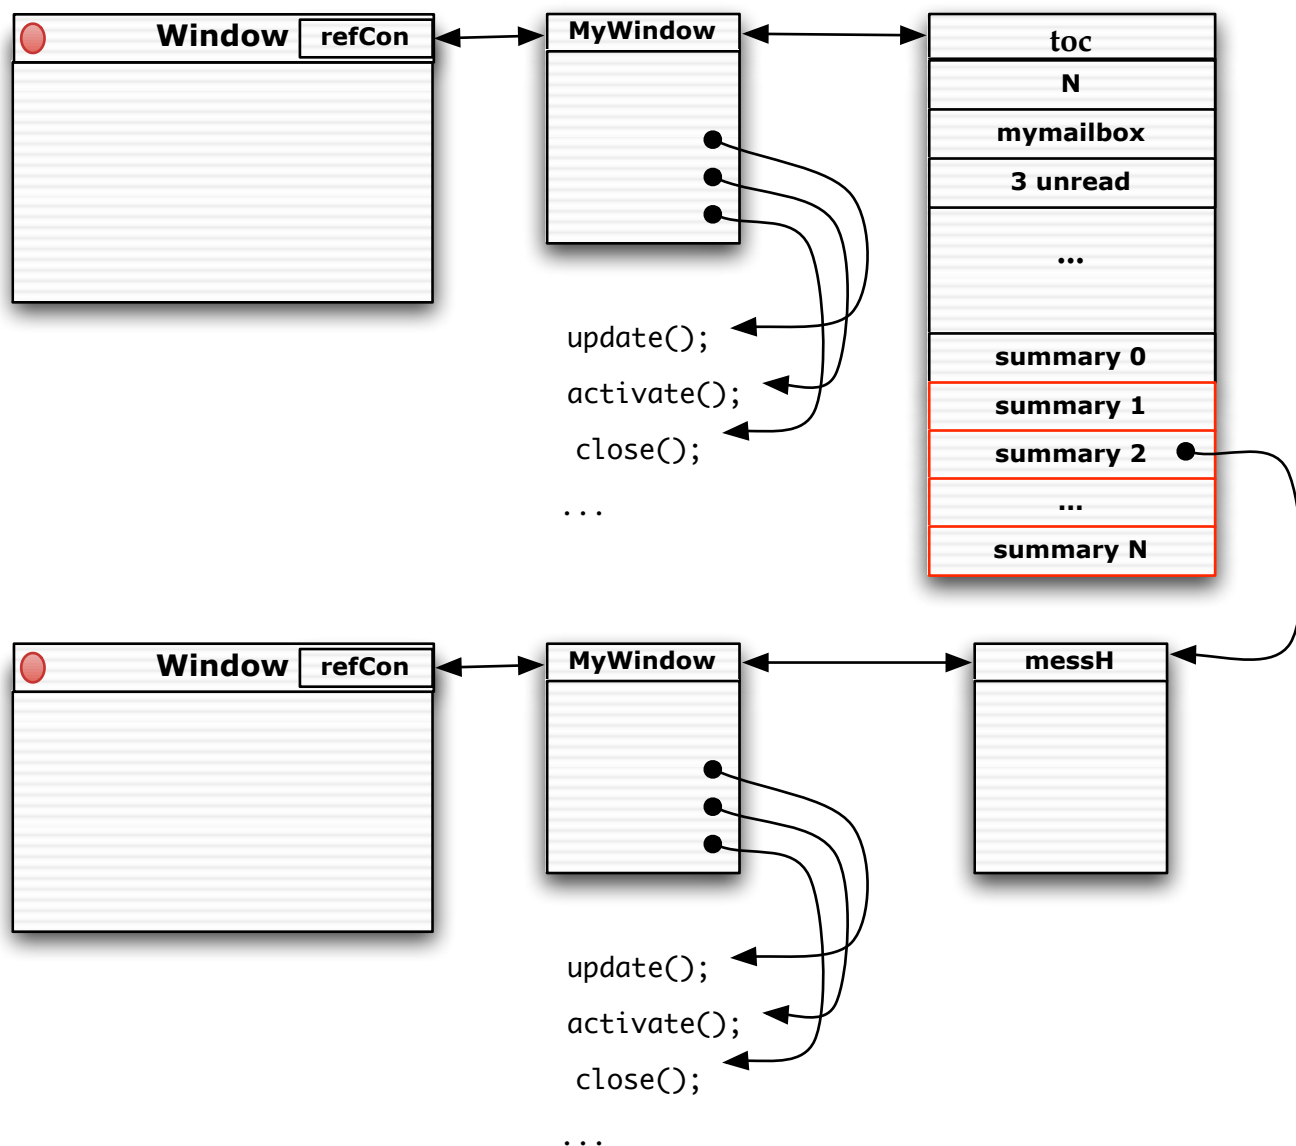 Window refCon
MyWindow
update();
activate();
close();
...
toc
N
mymailbox
3 unread
...
summary 0
summary 1
summary 2
...
summary N
Window refCon
MyWindow
update();
activate();
close();
...
messH